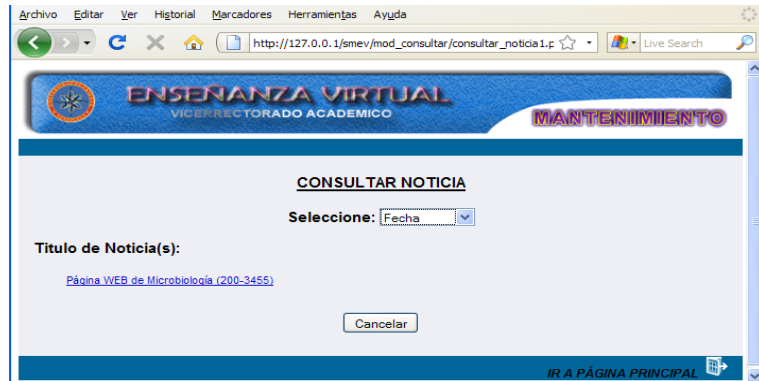 Archivo Editar Ver Historial Marcadores Herramientas Ayuda
http://127.0.0.1/smev/mod_consultar/consultar_noticia1.p Live Search
ENSEÑANZA VIRTUAL
VICERRECTORADO ACADEMICO
MANTENIMIENTO
CONSULTAR NOTICIA
Seleccione: Fecha
Titulo de Noticia(s):
Página WEB de Microbiología (200-3455)
Cancelar
IR A PÁGINA PRINCIPAL